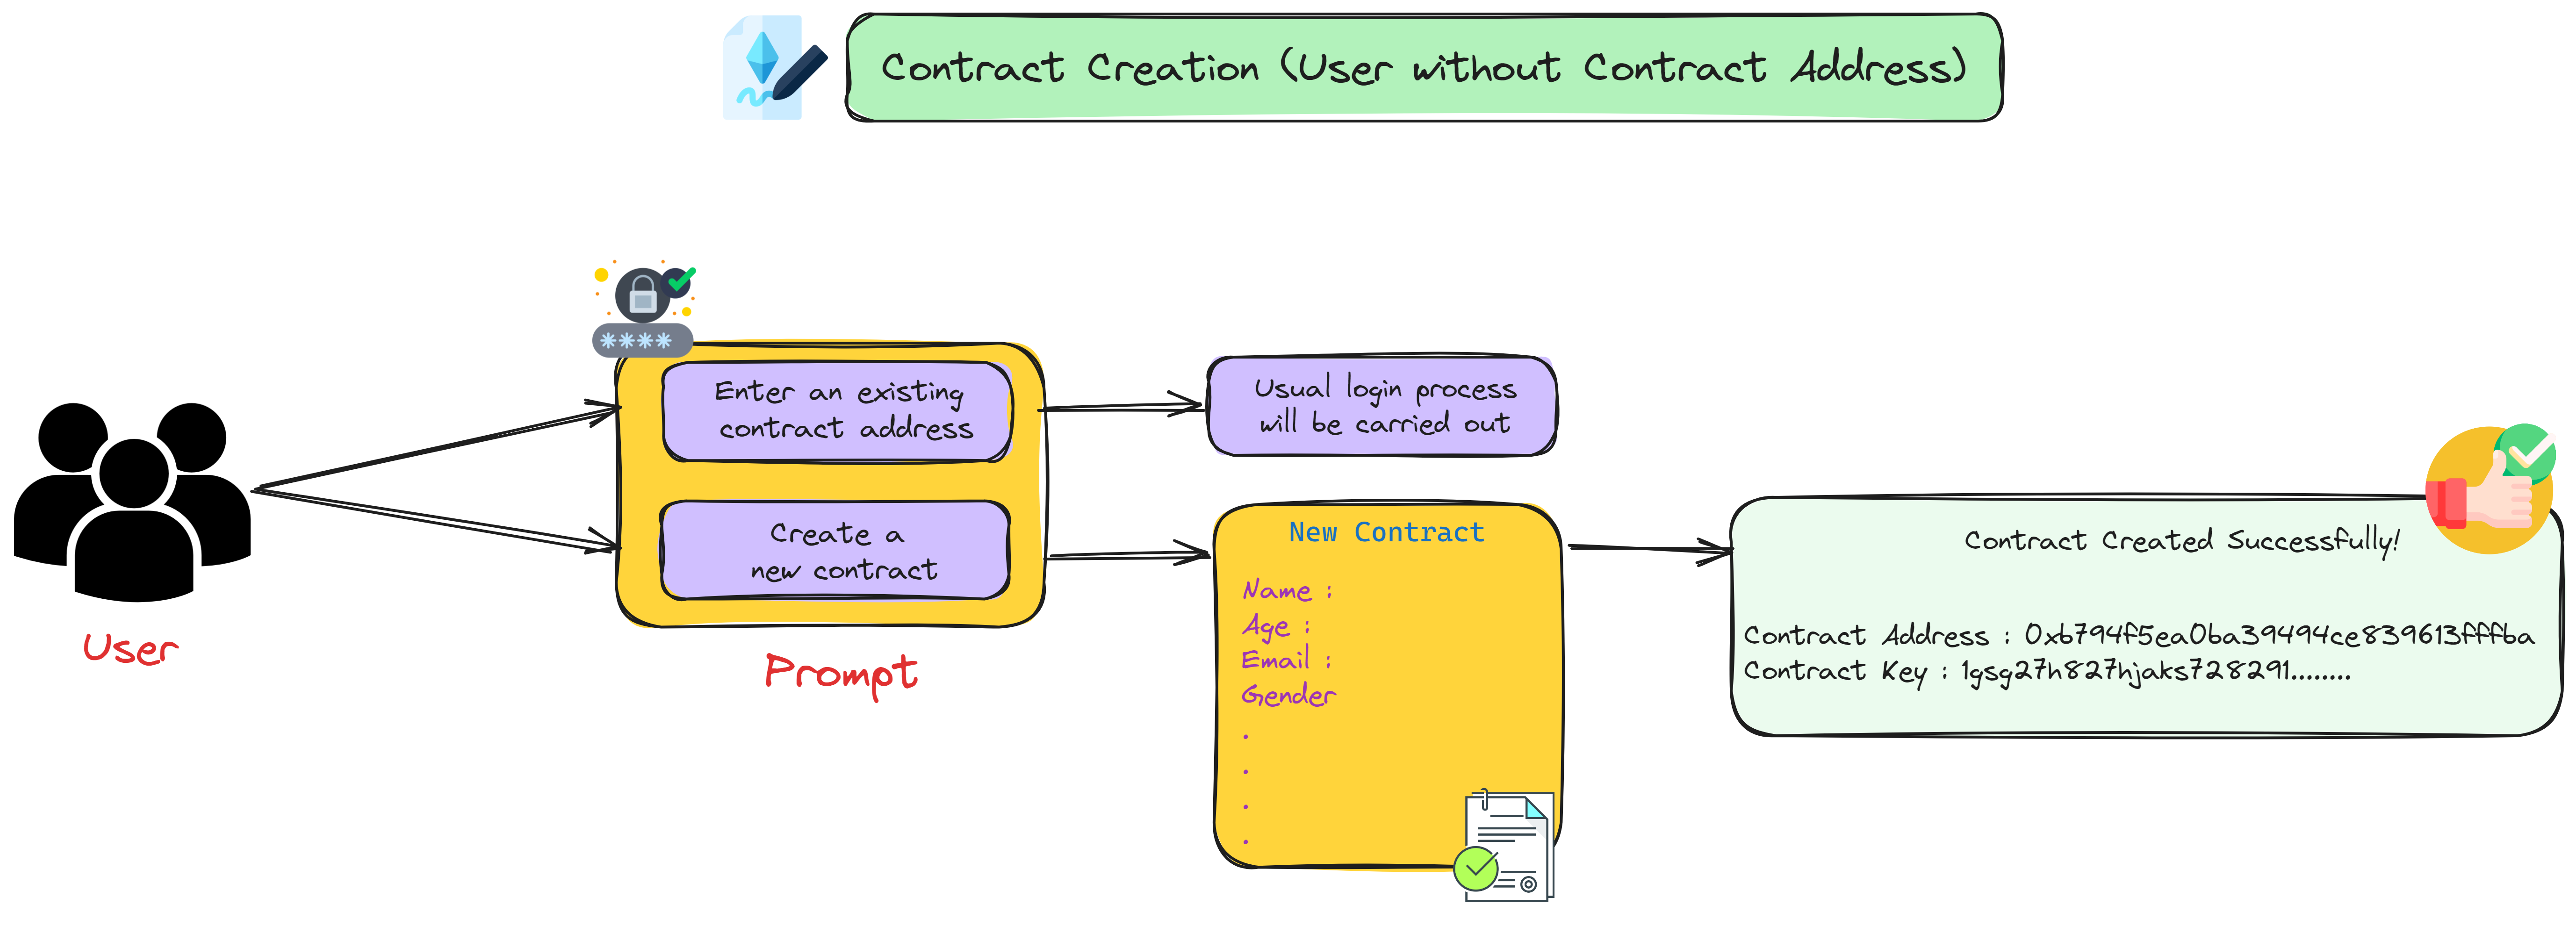 Contract Creation (User without Contract Address)
****
Enter an existing
contract address
Create a
new contract
Prompt
User
Usual login process
will be carried out
New Contract
Name :
Age :
Email :
Gender
.
.
.
.
Contract Created Successfully!
Contract Address : 0xb794f5ea0ba39494ce839613fffba
Contract Key : 1gsg27h827hjaks728291........